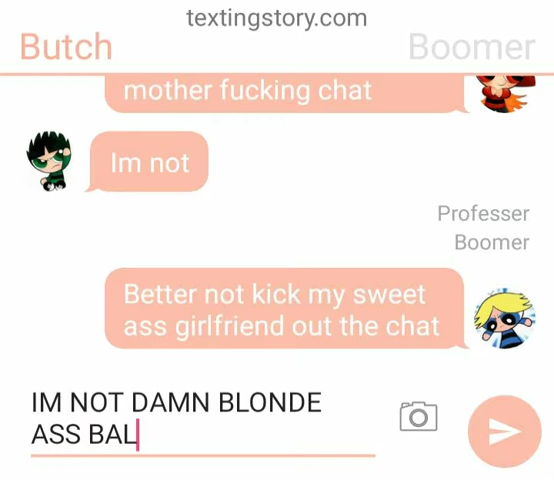 textingstory.com
Butch
Boomer
mother fucking chat
Im not
Professer
Boomer
Better not kick my sweet
ass girlfriend out the chat
IM NOT DAMN BLONDE
ASS BAL